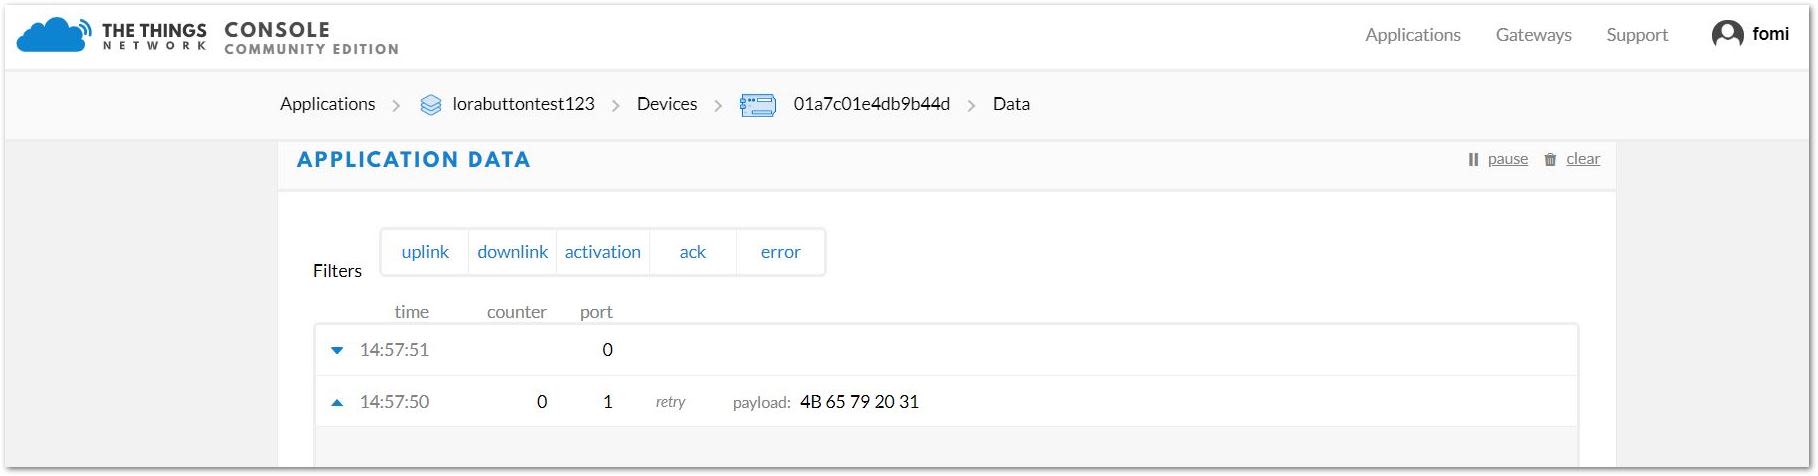 THE THINGS NETWORK CONSOLE COMMUNITY EDITION
Applications Gateways Support fomi
Applications lorabuttontest123 Devices 01a7c01e4db9b44d Data
APPLICATION DATA pause clear
Filters uplink downlink activation ack error
time counter port
14:57:51 0
14:57:50 0 1 retry payload: 4B 65 79 20 31